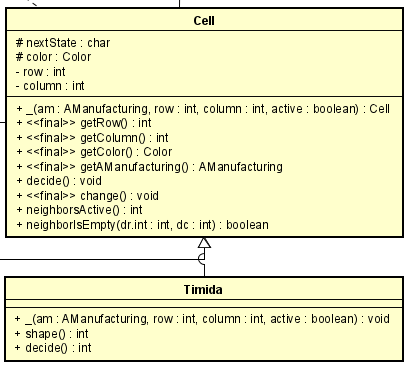 Cell
# nextState : char
# color : Color
- row : int
- column : int
+ _(am : AManufacturing, row : int, column : int, active : boolean) : Cell
+ <<final>> getRow() : int
+ <<final>> getColumn() : int
+ <<final>> getColor() : Color
+ <<final>> getAManufacturing() : AManufacturing
+ decide() : void
+ <<final>> change() : void
+ neighborsActive() : int
+ neighborIsEmpty(dr.int : int, dc : int) : boolean
Timida
+ _(am : AManufacturing, row : int, column : int, active : boolean) : void
+ shape() : int
+ decide() : int